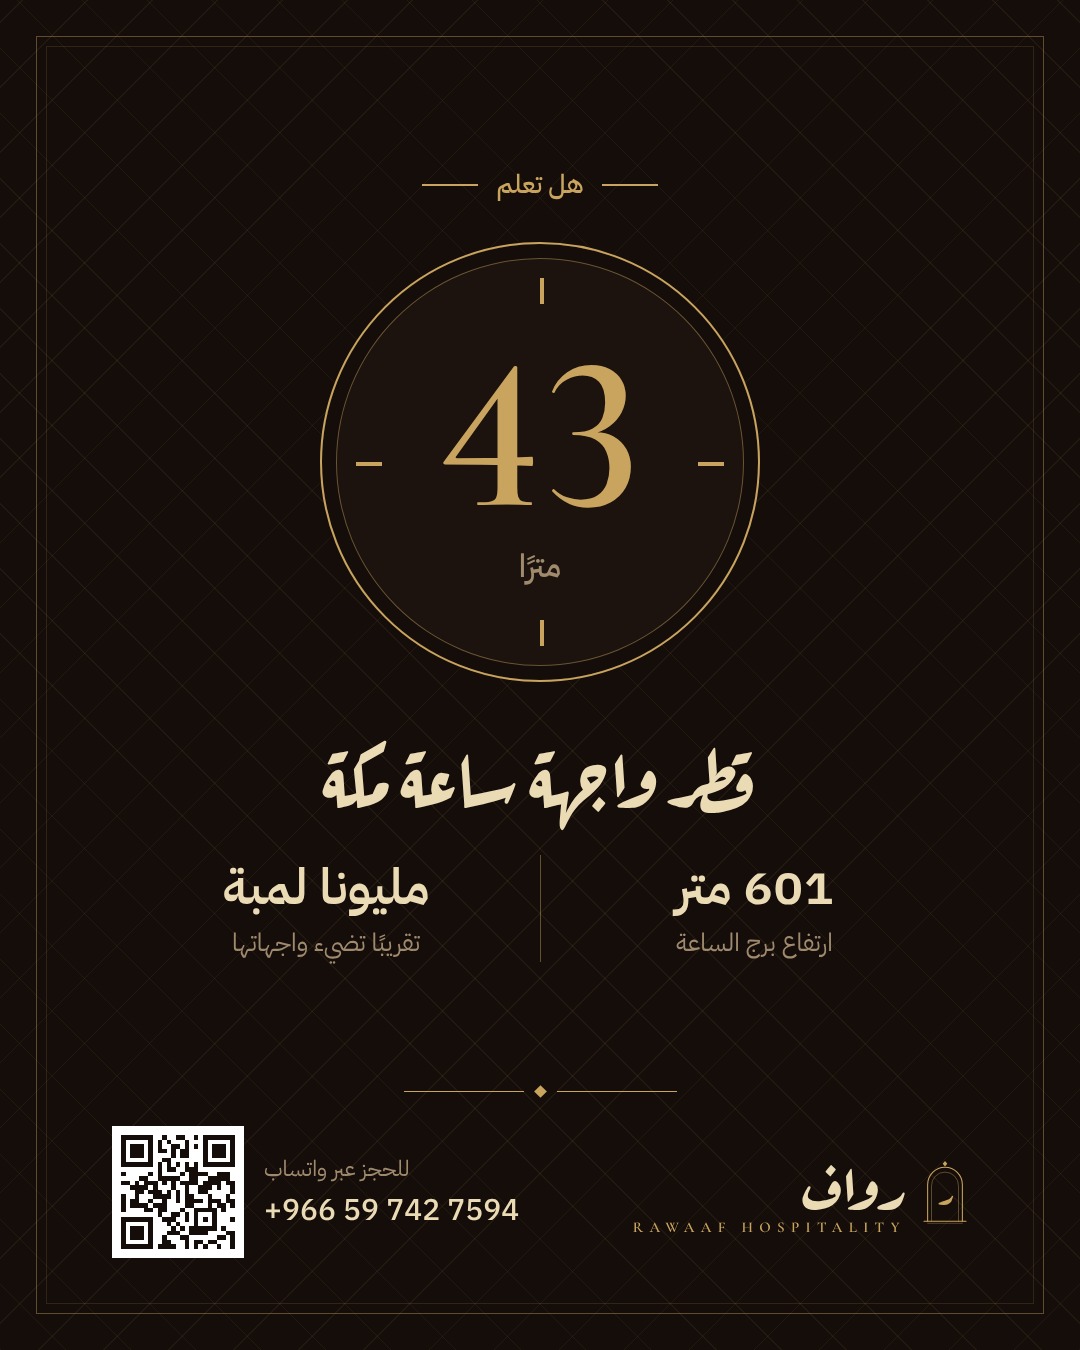 هل تعلم
43
مترًا
قطر واجهة ساعة مكة
601 متر
ارتفاع برج الساعة
مليونا لمبة
تقريبًا تضيء واجهاتها
رواف
RAWAAF HOSPITALITY
للحجز عبر واتساب
+966 59 742 7594